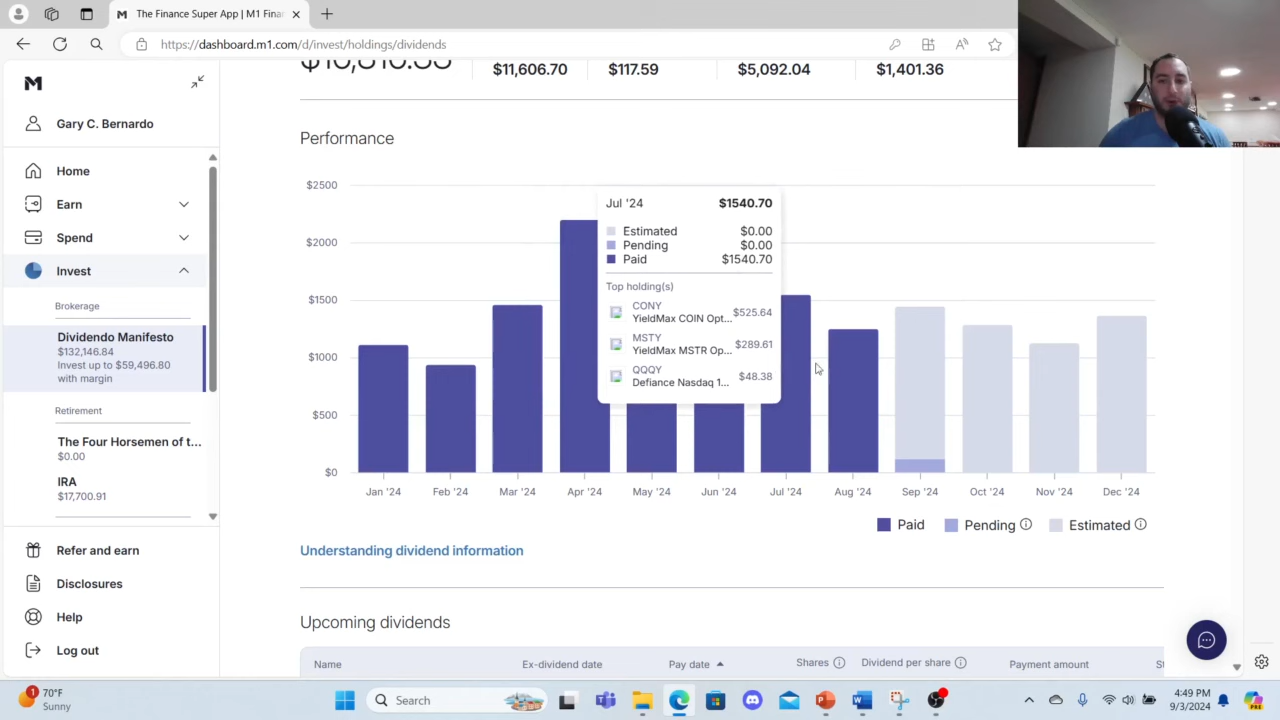 The Finance Super App | M1 Finan
https://dashboard.m1.com/d/invest/holdings/dividends
$11,606.70
$117.59
$5,092.04
$1,401.36
Gary C. Bernardo
Home
Earn
Spend
Invest
Brokerage
Dividendo Manifesto
$132,146.84
Invest up to $59,496.80
with margin
Retirement
The Four Horsemen of t...
$0.00
IRA
$17,700.91
Refer and earn
Disclosures
Help
Log out
Performance
$2500
$2000
$1500
$1000
$500
$0
Jul '24 $1540.70
Estimated $0.00
Pending $0.00
Paid $1540.70
Top holding(s)
CONY
YieldMax COIN Opt... $525.64
MSTY
YieldMax MSTR Op... $289.61
QQQY
Defiance Nasdaq 1... $48.38
Jan '24 Feb '24 Mar '24 Apr '24 May '24 Jun '24 Jul '24 Aug '24 Sep '24 Oct '24 Nov '24 Dec '24
Paid Pending Estimated
Understanding dividend information
Upcoming dividends
Name Ex-dividend date Pay date Shares Dividend per share Payment amount St
1
70°F
Sunny
Search
4:49 PM
9/3/2024
PRE